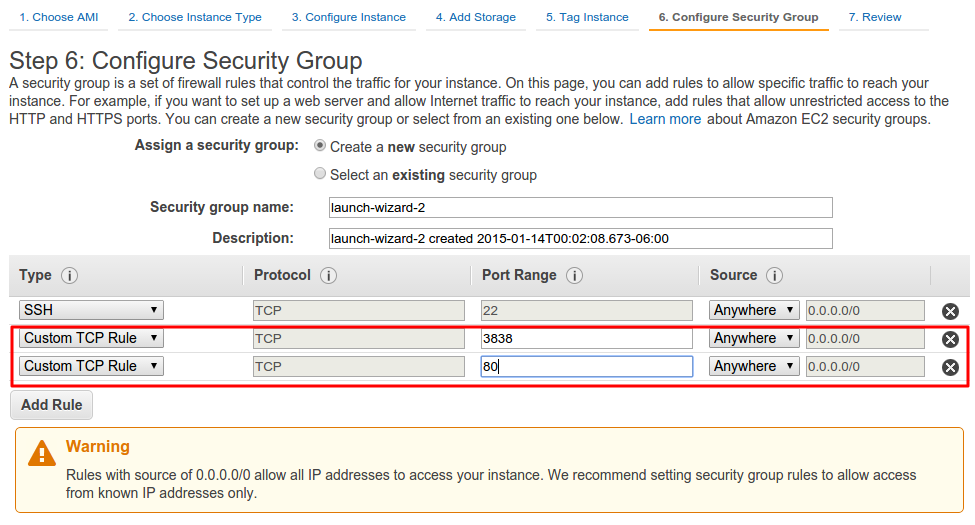 1. Choose AMI 2. Choose Instance Type 3. Configure Instance 4. Add Storage 5. Tag Instance 6. Configure Security Group 7. Review
Step 6: Configure Security Group
A security group is a set of firewall rules that control the traffic for your instance. On this page, you can add rules to allow specific traffic to reach your
instance. For example, if you want to set up a web server and allow Internet traffic to reach your instance, add rules that allow unrestricted access to the
HTTP and HTTPS ports. You can create a new security group or select from an existing one below. Learn more about Amazon EC2 security groups.
Assign a security group: Create a new security group
Select an existing security group
Security group name: launch-wizard-2
Description: launch-wizard-2 created 2015-01-14T00:02:08.673-06:00
Type i Protocol i Port Range i Source i
SSH TCP 22 Anywhere 0.0.0.0/0
Custom TCP Rule TCP 3838 Anywhere 0.0.0.0/0
Custom TCP Rule TCP 80 Anywhere 0.0.0.0/0
Add Rule
Warning
Rules with source of 0.0.0.0/0 allow all IP addresses to access your instance. We recommend setting security group rules to allow access
from known IP addresses only.